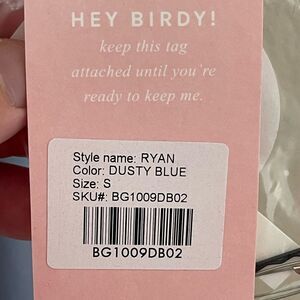 HEY BIRDY!
keep this tag
attached until you're
ready to keep me.
Style name: RYAN
Color: DUSTY BLUE
Size: S
SKU#: BG1009DB02
BG1009DB02